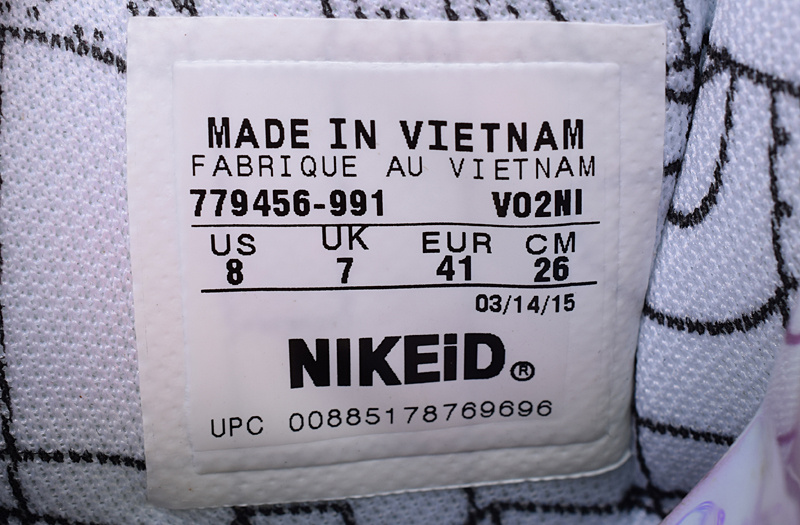 MADE IN VIETNAM
FABRIQUE AU VIETNAM
779456-991 VO2NI
US UK EUR CM
8 7 41 26
03/14/15
NIKEiD®
UPC 00885178769696